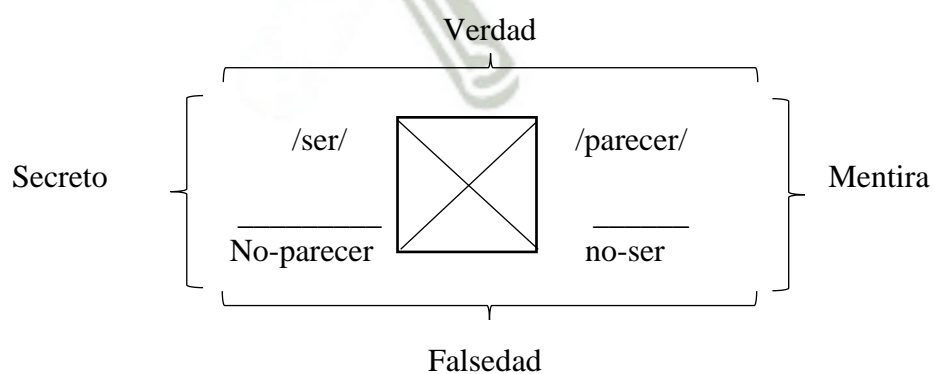 Verdad
/ser/ /parecer/
Secreto Mentira
No-parecer no-ser
Falsedad